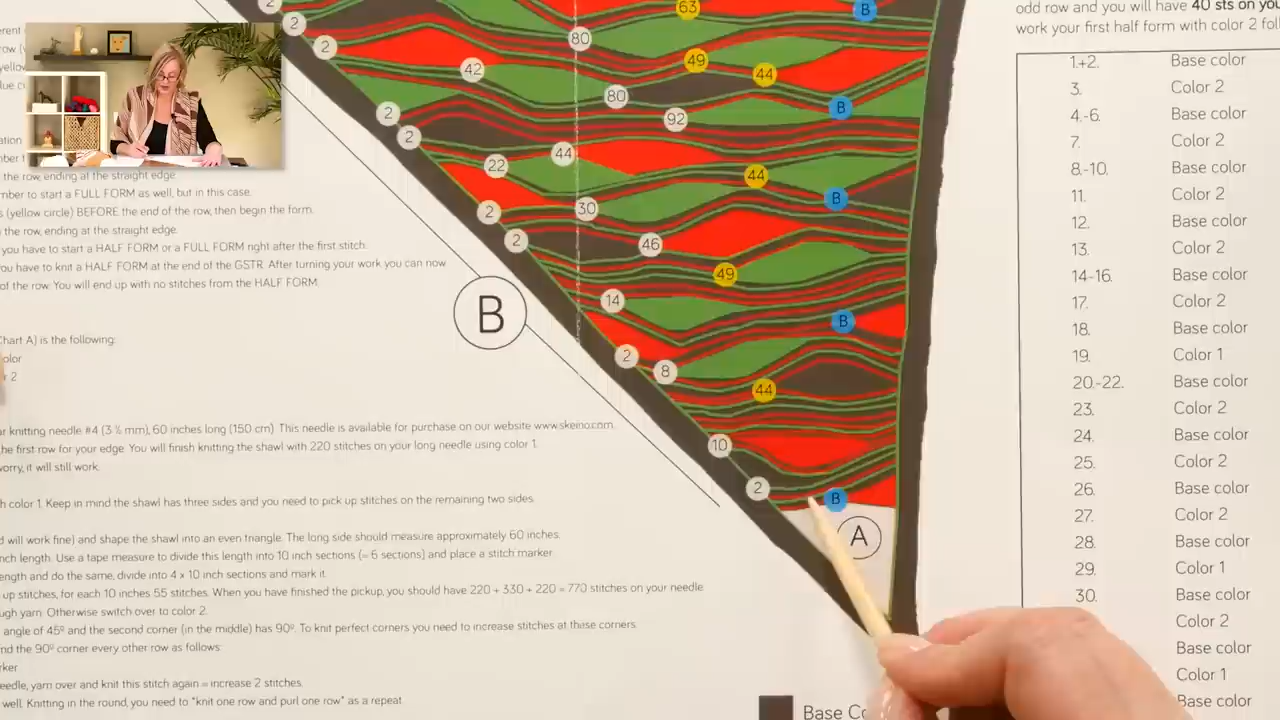 odd row and you will have 40 sts on
work your first half form with color 2
1.+2. Base color
3. Color 2
4.-6. Base color
7. Color 2
8.-10. Base color
11. Color 2
12. Base color
13. Color 2
14-16. Base color
17. Color 2
18. Base color
19. Color 1
20.-22. Base color
23. Color 2
24. Base color
25. Color 2
26. Base color
27. Color 2
28. Base color
29. Color 1
30. Base color
Color 2
Base color
Color 1
Base color
the row, ending at the straight edge.
to start a FULL FORM as well, but in this case,
(yellow circle) BEFORE the end of the row, then begin the form.
the row, ending at the straight edge.
you have to start a HALF FORM or a FULL FORM right after the first stitch.
you have to knit a HALF FORM at the end of the GSTR. After turning your work you can now
of the row. You will end up with no stitches from the HALF FORM.
Chart A) is the following:
2
knitting needle #4 (3 ½ mm), 60 inches long (150 cm). This needle is available for purchase on our website www.skeino.com.
the first row for your edge. You will finish knitting the shawl with 220 stitches on your long needle using color 1.
worry, it will still work.
color 1. Keep in mind the shawl has three sides and you need to pick up stitches on the remaining two sides.
will work fine) and shape the shawl into an even triangle. The long side should measure approximately 60 inches.
length. Use a tape measure to divide this length into 10 inch sections (= 6 sections) and place a stitch marker
and do the same, divide into 4 x 10 inch sections and mark it.
up stitches, for each 10 inches 55 stitches. When you have finished the pickup, you should have 220 + 330 + 220 = 770 stitches on your needle.
yarn. Otherwise switch over to color 2.
angle of 45º and the second corner (in the middle) has 90º. To knit perfect corners you need to increase stitches at these corners.
the 90º corner every other row as follows:
yarn over and knit this stitch again = increase 2 stitches.
well. Knitting in the round, you need to "knit one row and purl one row" as a repeat.
2
2
2
63
B
80
49
44
42
80
B
2
92
2
44
22
44
B
2
30
2
46
49
14
B
2
8
44
10
2
B
B
A
Base